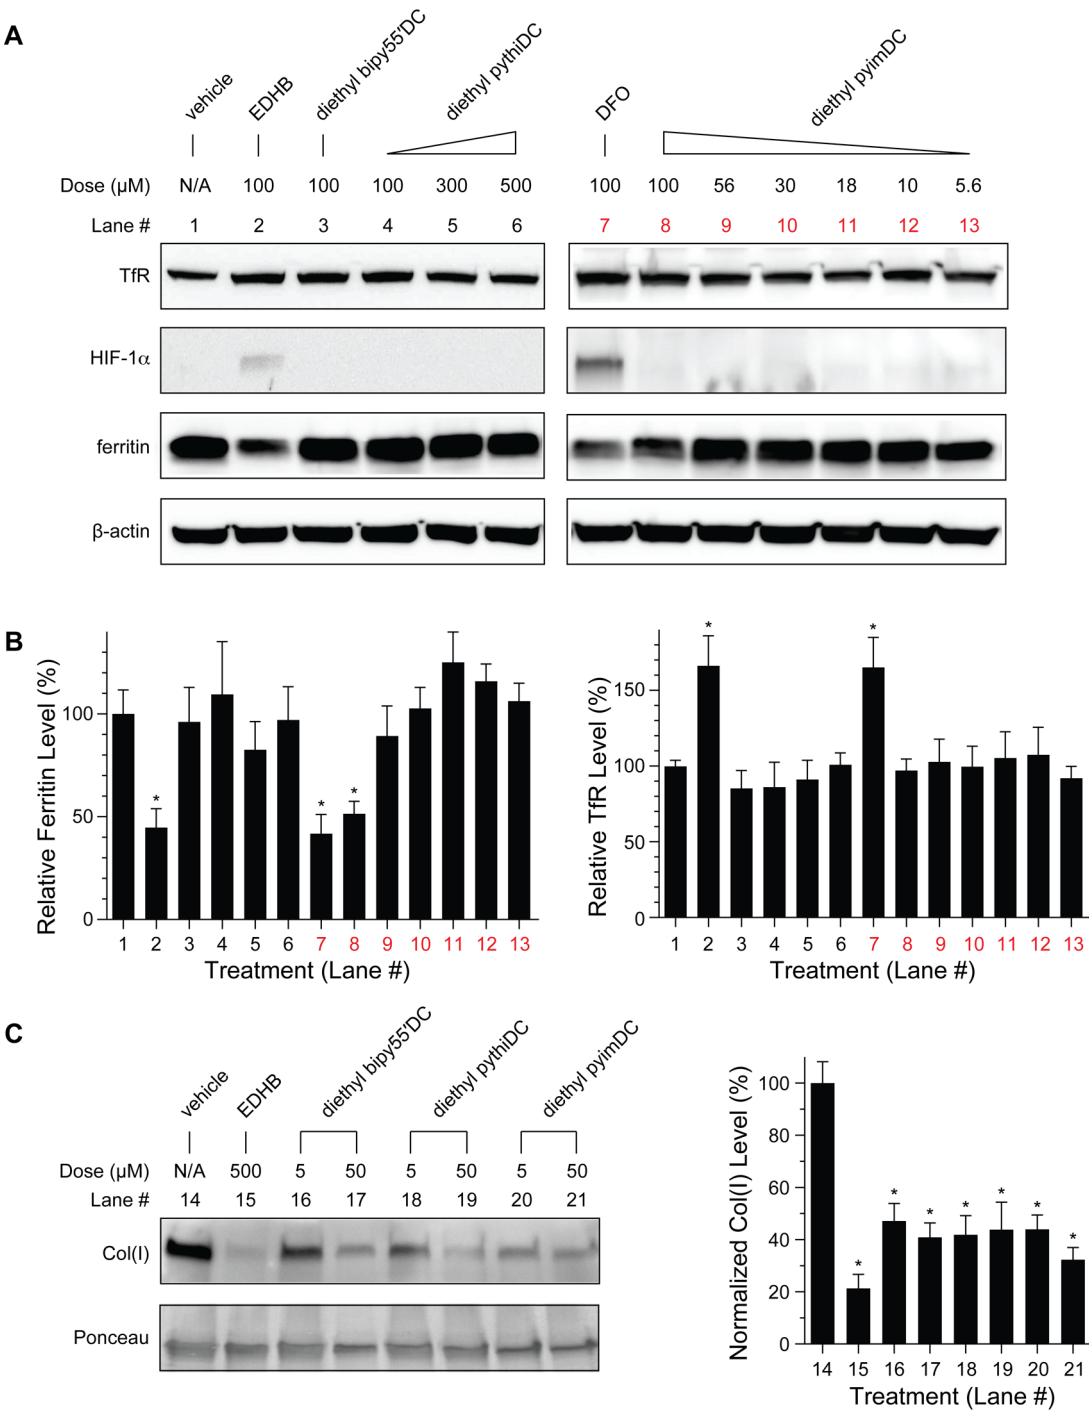 A
vehicle EDHB diethyl bipy55'DC diethyl pythiDC DFO diethyl pyimDC
Dose (µM) N/A 100 100 100 300 500 100 100 56 30 18 10 5.6
Lane # 1 2 3 4 5 6 7 8 9 10 11 12 13
TfR
HIF-1α
ferritin
β-actin
B
Relative Ferritin Level (%)
100
50
0
* * *
1 2 3 4 5 6 7 8 9 10 11 12 13
Treatment (Lane #)
Relative TfR Level (%)
150
100
50
0
* *
1 2 3 4 5 6 7 8 9 10 11 12 13
Treatment (Lane #)
C
vehicle EDHB diethyl bipy55'DC diethyl pythiDC diethyl pyimDC
Dose (µM) N/A 500 5 50 5 50 5 50
Lane # 14 15 16 17 18 19 20 21
Col(I)
Ponceau
Normalized Col(I) Level (%)
100
80
60
40
20
0
* * * * * * *
14 15 16 17 18 19 20 21
Treatment (Lane #)